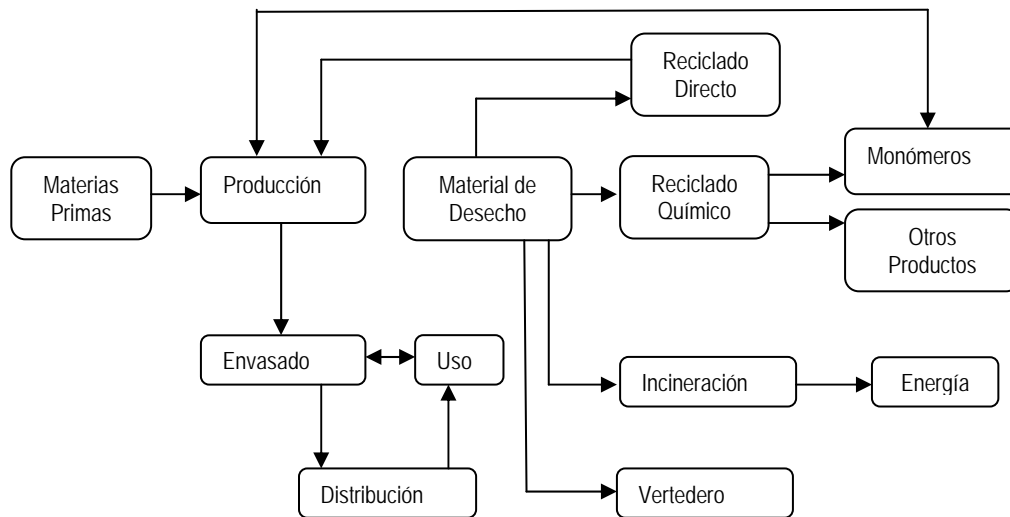 Reciclado
Directo
Materias
Primas
Producción
Material de
Desecho
Reciclado
Químico
Monómeros
Otros
Productos
Envasado
Uso
Incineración
Energía
Distribución
Vertedero